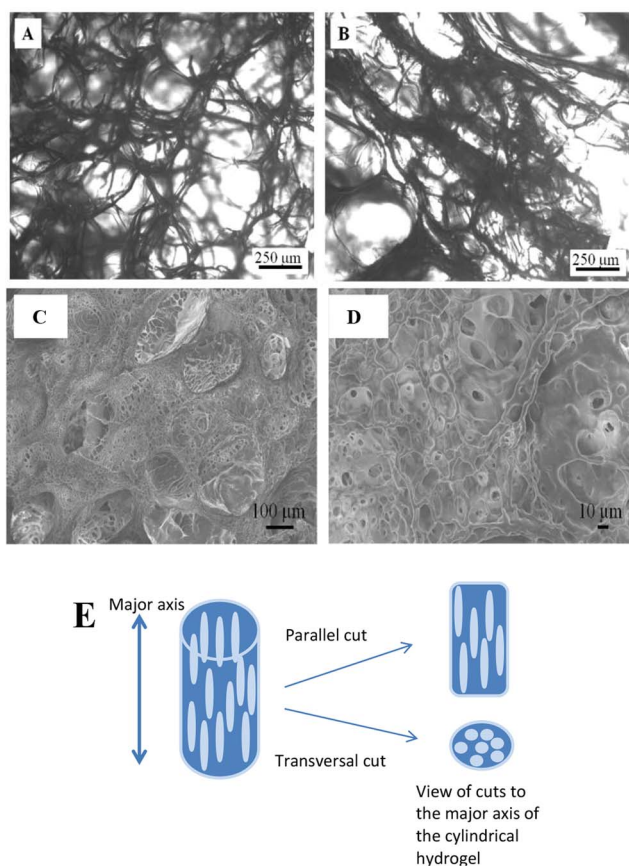 A
B
250 µm
250 µm
C
D
100 µm
10 µm
E
Major axis
Parallel cut
Transversal cut
View of cuts to
the major axis of
the cylindrical
hydrogel